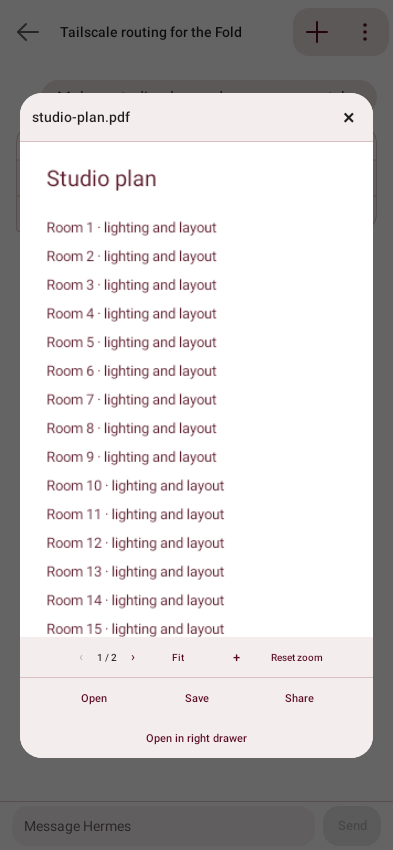 Tailscale routing for the Fold
studio-plan.pdf
×
Studio plan
Room 1 · lighting and layout
Room 2 · lighting and layout
Room 3 · lighting and layout
Room 4 · lighting and layout
Room 5 · lighting and layout
Room 6 · lighting and layout
Room 7 · lighting and layout
Room 8 · lighting and layout
Room 9 · lighting and layout
Room 10 · lighting and layout
Room 11 · lighting and layout
Room 12 · lighting and layout
Room 13 · lighting and layout
Room 14 · lighting and layout
Room 15 · lighting and layout
‹ 1 / 2 › Fit + Reset zoom
Open Save Share
Open in right drawer
Message Hermes Send